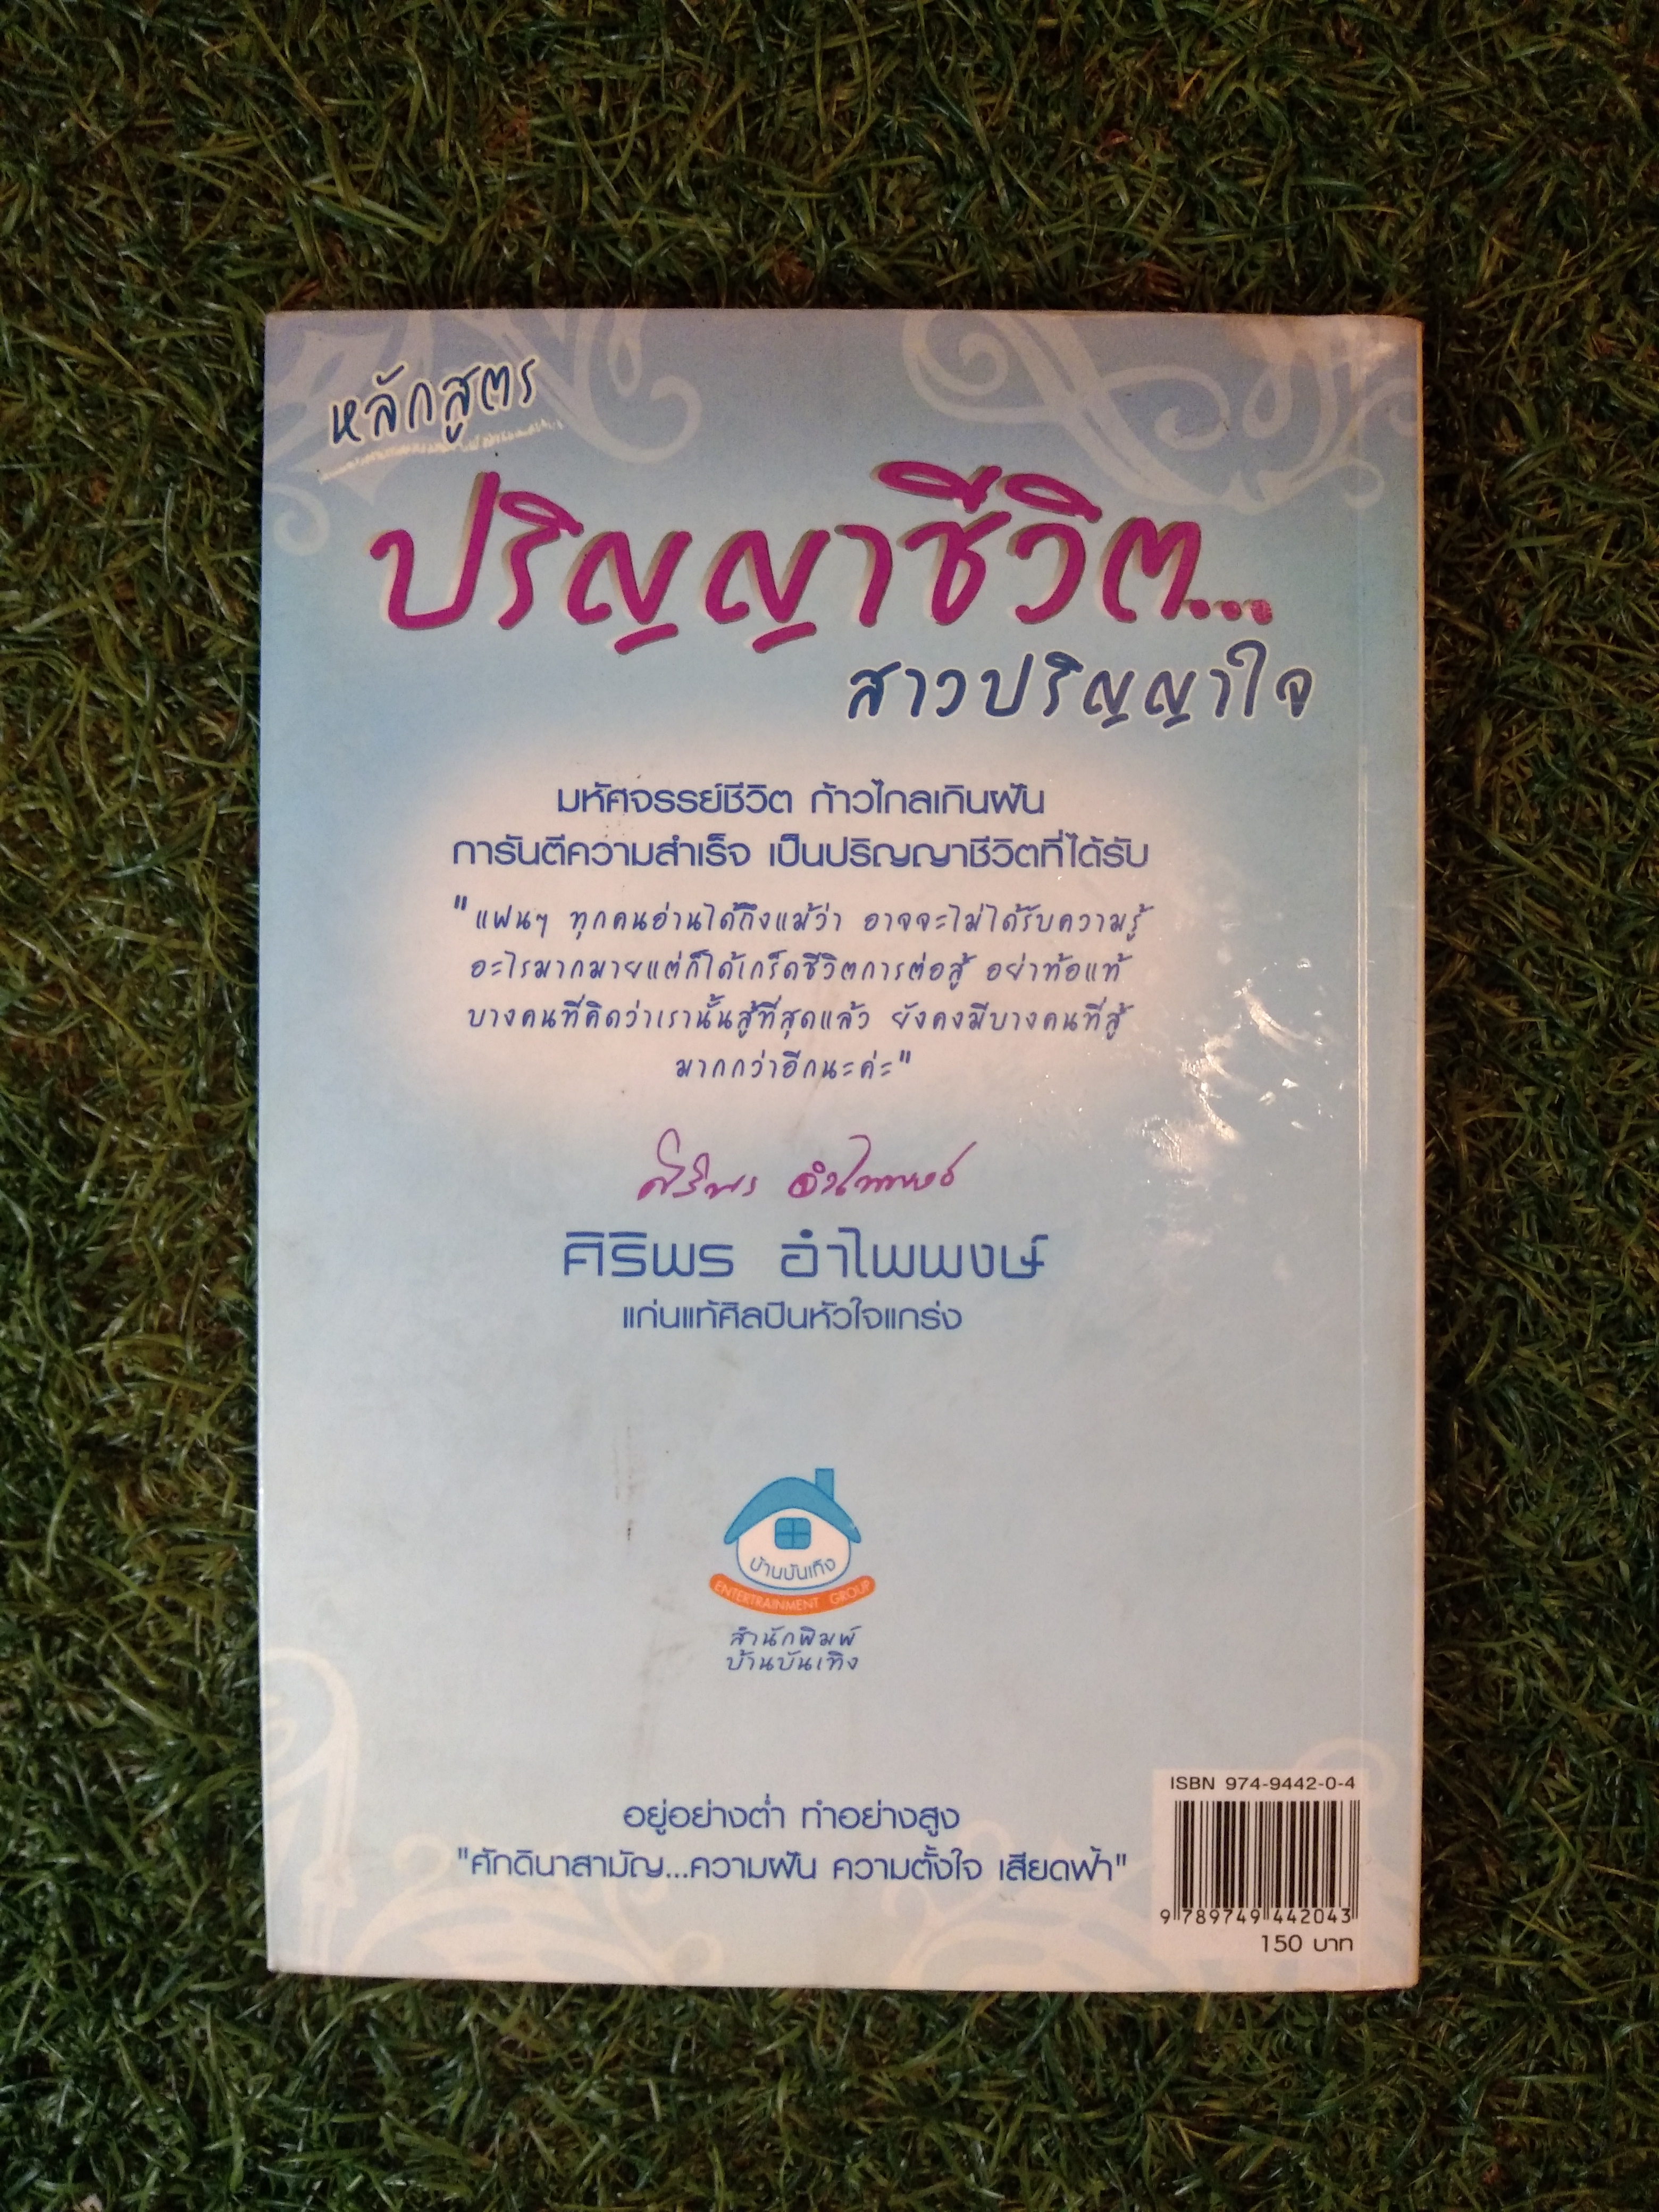 หลักสูตร
ปริญญาชีวิต...
สาวปริญญาใจ
มหัศจรรย์ชีวิต ก้าวไกลเกินฝัน
การันตีความสำเร็จ เป็นปริญญาชีวิตที่ได้รับ
"แฟนๆ ทุกคนอ่านได้ถึงแม้ว่า อาจจะไม่ได้รับความรู้
อะไรมากมายแต่ก็ได้เกร็ดชีวิตการต่อสู้ อย่าท้อแท้
บางคนที่คิดว่าเรานั้นสู้ที่สุดแล้ว ยังคงมีบางคนที่สู้
มากกว่าอีกนะค่ะ"
ศิริพร อำไพพงษ์
ศิริพร อำไพพงษ์
แก่นแท้ศิลปินหัวใจแกร่ง
บ้านบันเทิง
ENTERTRAINMENT GROUP
สำนักพิมพ์
บ้านบันเทิง
อยู่อย่างต่ำ ทำอย่างสูง
"ศักดินาสามัญ...ความฝัน ความตั้งใจ เสียดฟ้า"
ISBN 974-9442-0-4
9 789749 442043
150 บาท